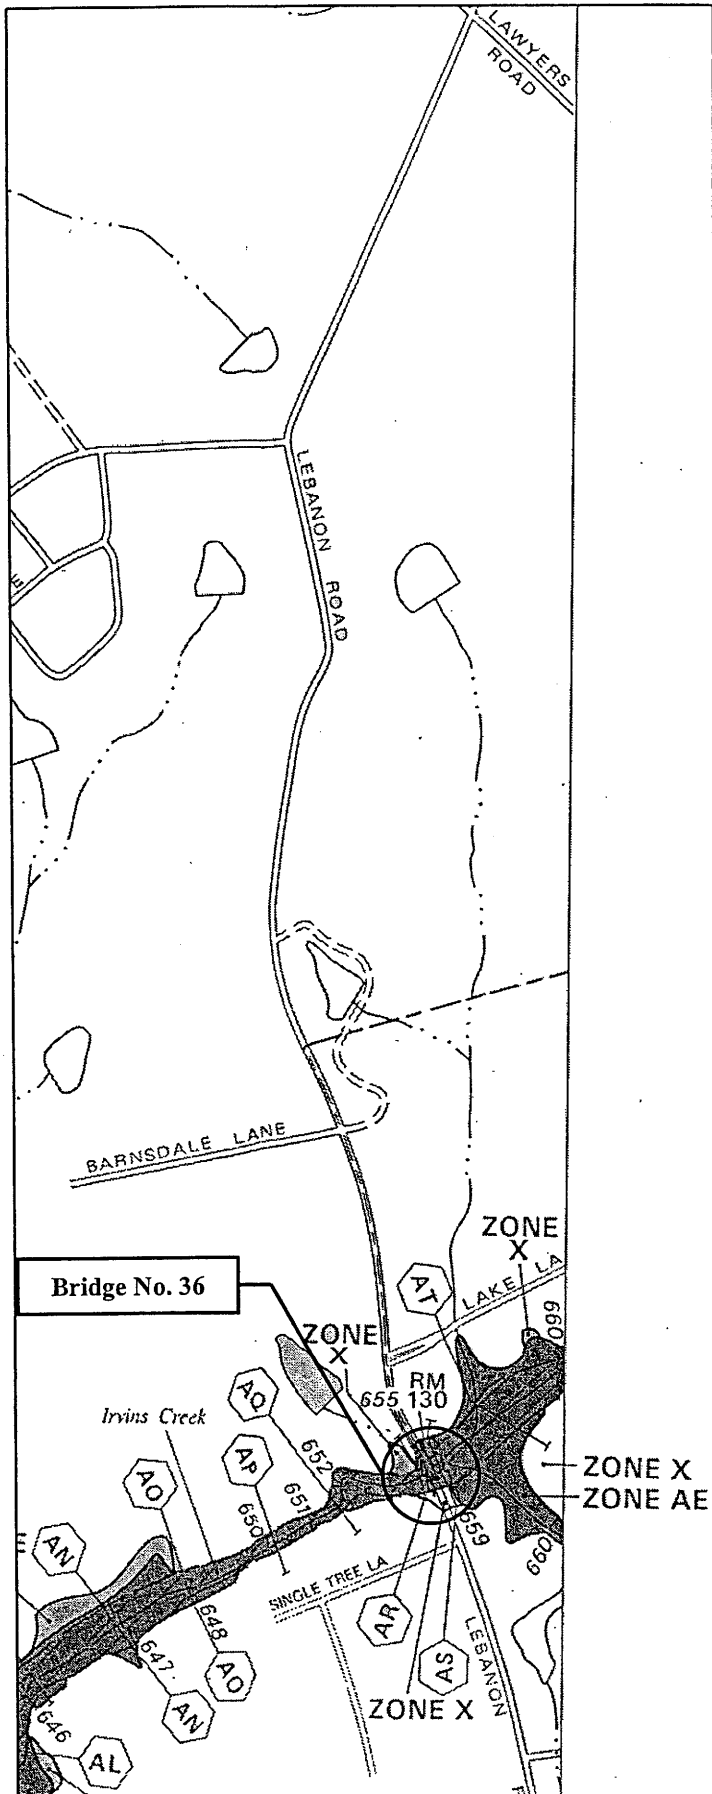 LAWYERS
ROAD
LEBANON ROAD
BARNSDALE LANE
ZONE
X
LAKE LA
Bridge No. 36
AT
660
ZONE
X
RM
655 130
AQ
Irvins Creek
652
AP
651
AO
650
ZONE X
ZONE AE
E
AN
659
660
SINGLE TREE LA
648
AR
647
AO
AS
LEBANON
AN
ZONE X
646
AL